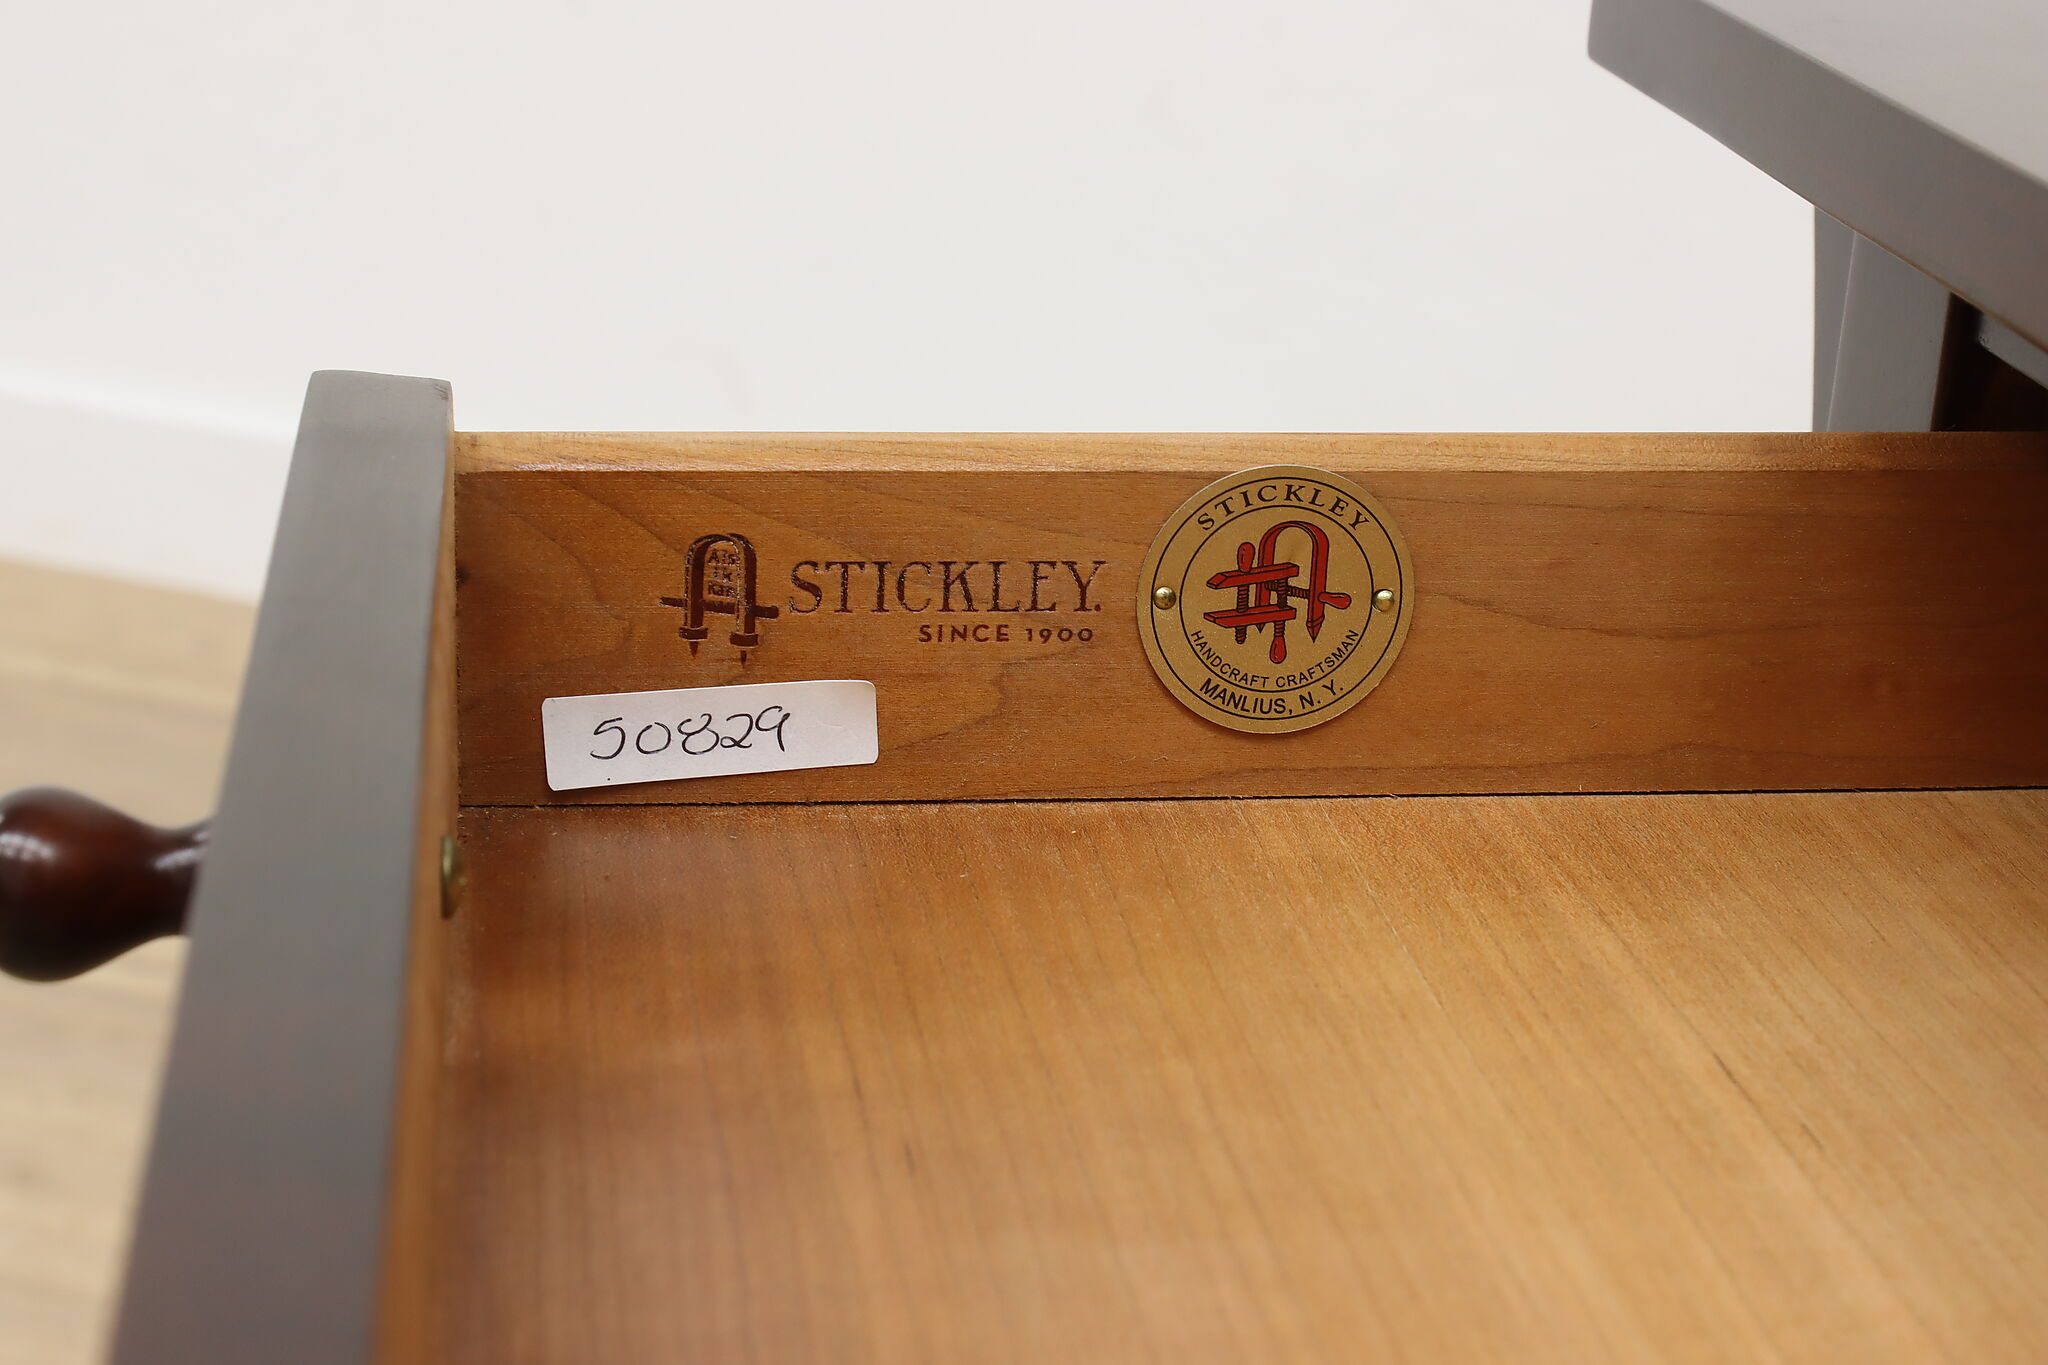 STICKLEY.
SINCE 1900
50829
STICKLEY
HANDCRAFT CRAFTSMAN
MANLIUS, N. Y.